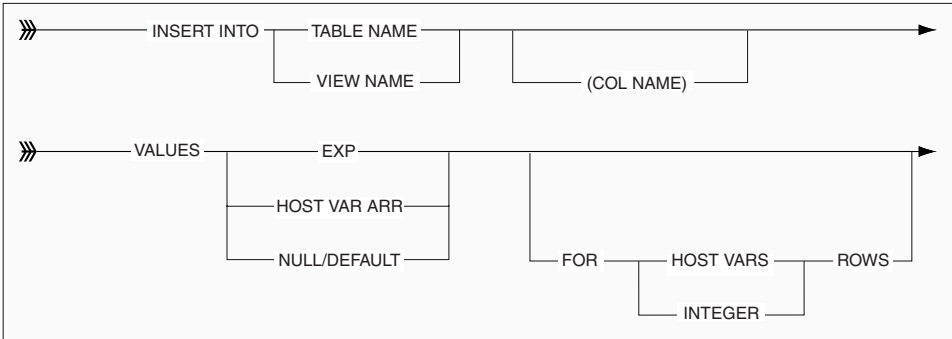 INSERT INTO TABLE NAME
VIEW NAME (COL NAME)
VALUES EXP
HOST VAR ARR
NULL/DEFAULT FOR HOST VARS ROWS
INTEGER